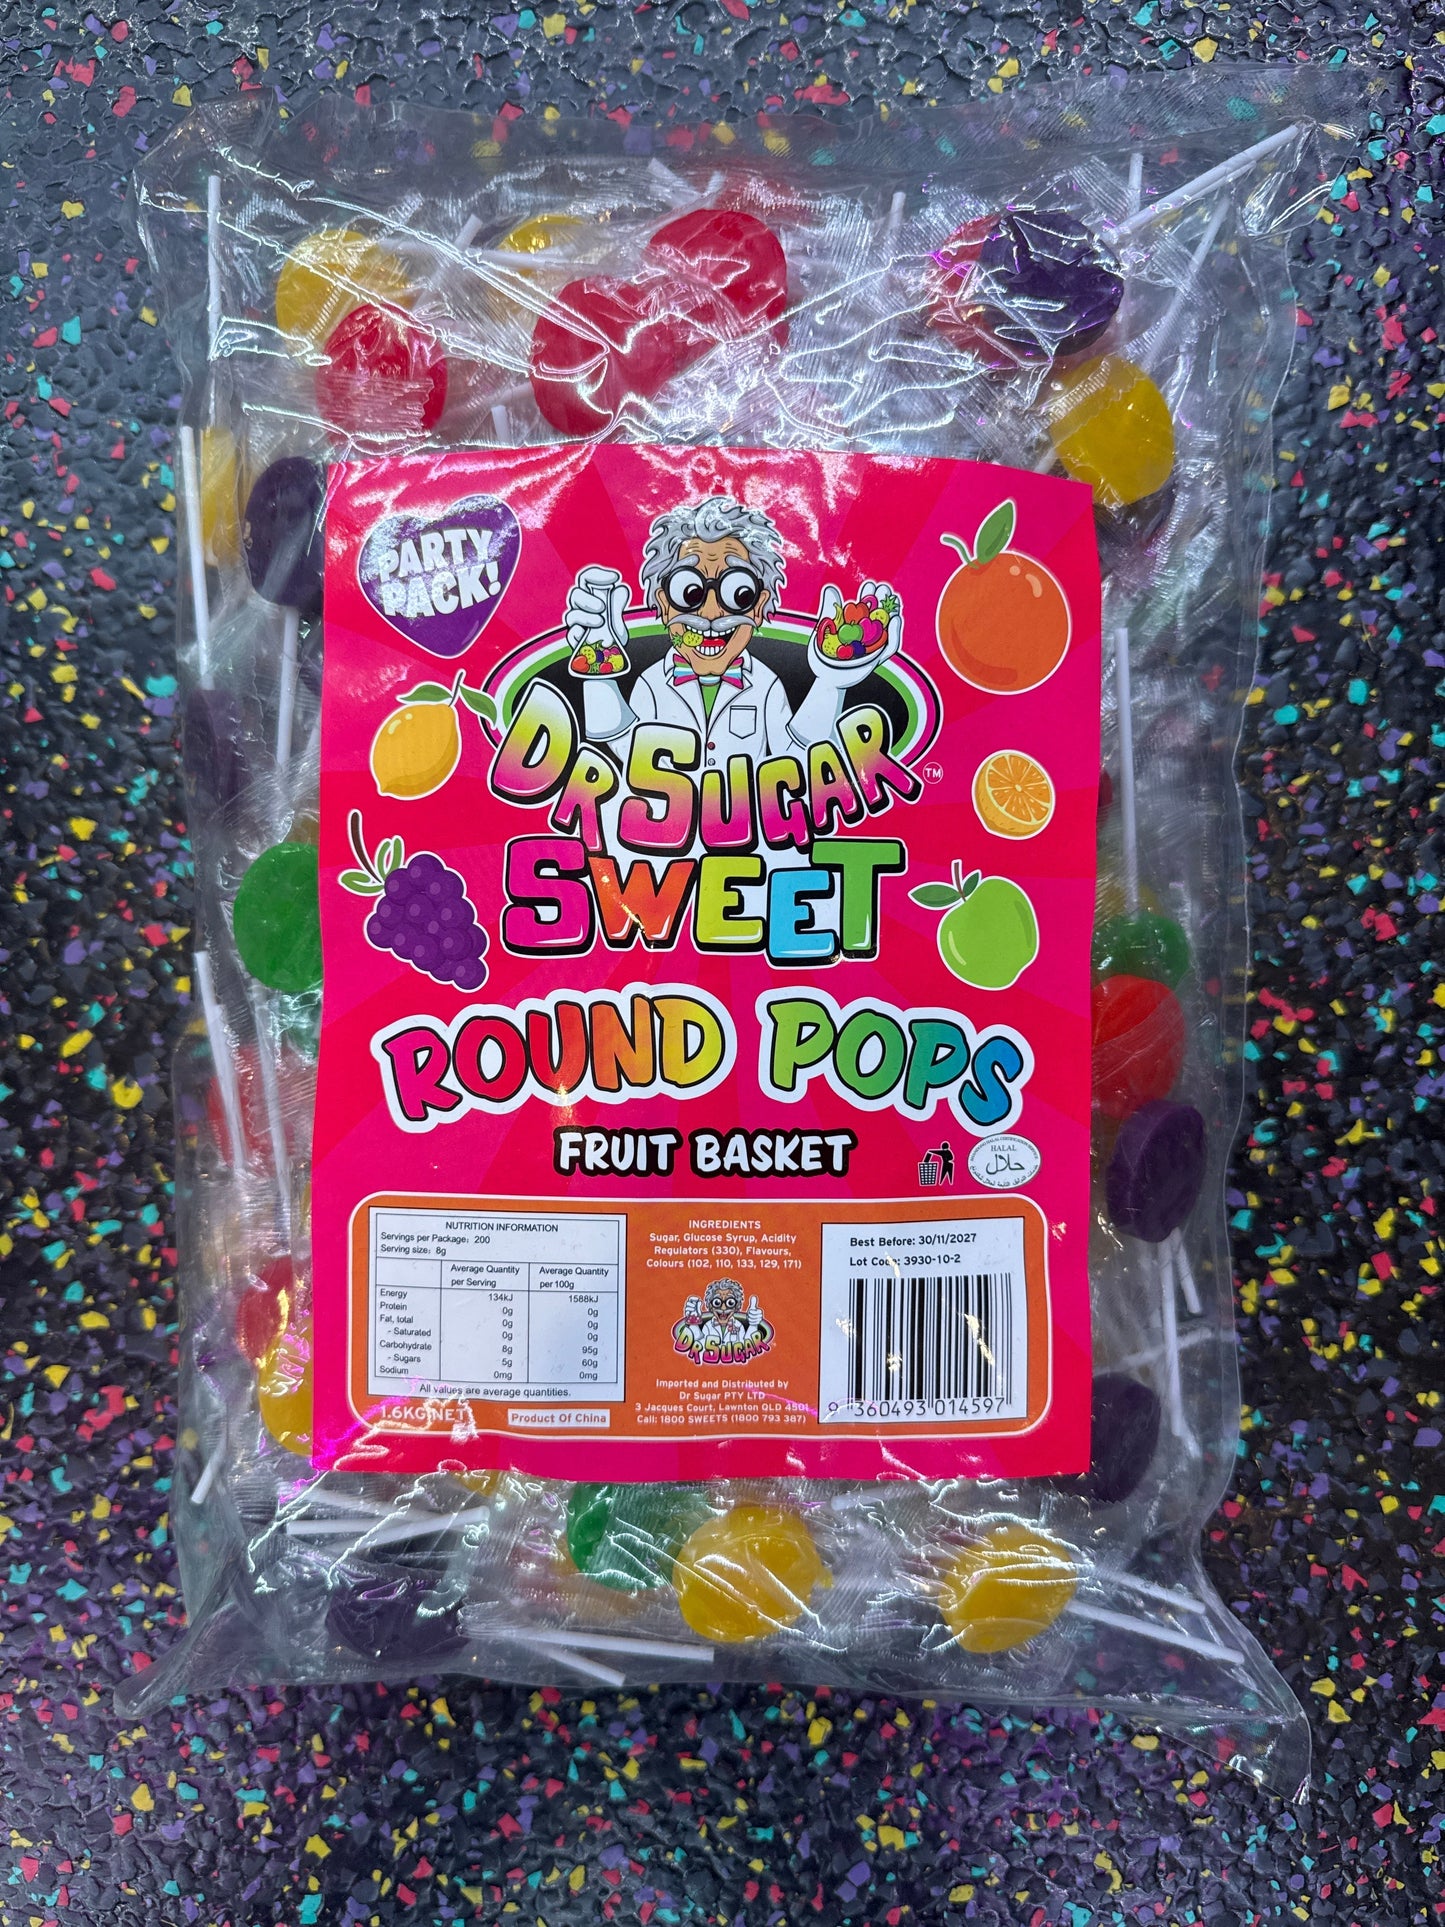 PARTY
PACK!
DR SUGAR
TM
SWEET
ROUND POPS
FRUIT BASKET
HALAL
حلال
NUTRITION INFORMATION
Servings per Package: 200
Serving size: 8g
Average Quantity per Serving
Average Quantity per 100g
Energy 134kJ 1588kJ
Protein 0g 0g
Fat, total 0g 0g
- Saturated 0g 0g
Carbohydrate 8g 95g
- Sugars 5g 60g
Sodium 0mg 0mg
All values are average quantities.
1.6KG NET
Product Of China
INGREDIENTS
Sugar, Glucose Syrup, Acidity
Regulators (330), Flavours,
Colours (102, 110, 133, 129, 171)
DR SUGAR
Imported and Distributed by
Dr Sugar PTY LTD
3 Jacques Court, Lawnton QLD 4501
Call: 1800 SWEETS (1800 793 387)
Best Before: 30/11/2027
Lot Code: 3930-10-2
9 360493 014597